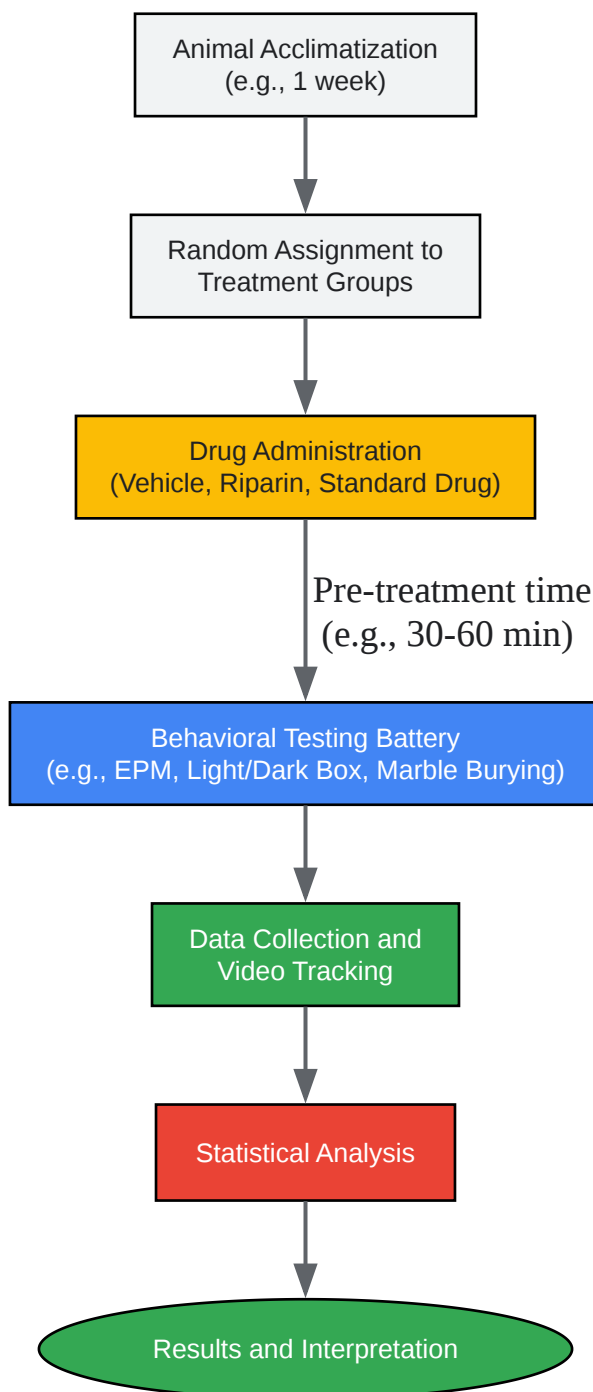 Animal Acclimatization
(e.g., 1 week)
Random Assignment to
Treatment Groups
Drug Administration
(Vehicle, Riparin, Standard Drug)
Pre-treatment time
(e.g., 30-60 min)
Behavioral Testing Battery
(e.g., EPM, Light/Dark Box, Marble Burying)
Data Collection and
Video Tracking
Statistical Analysis
Results and Interpretation